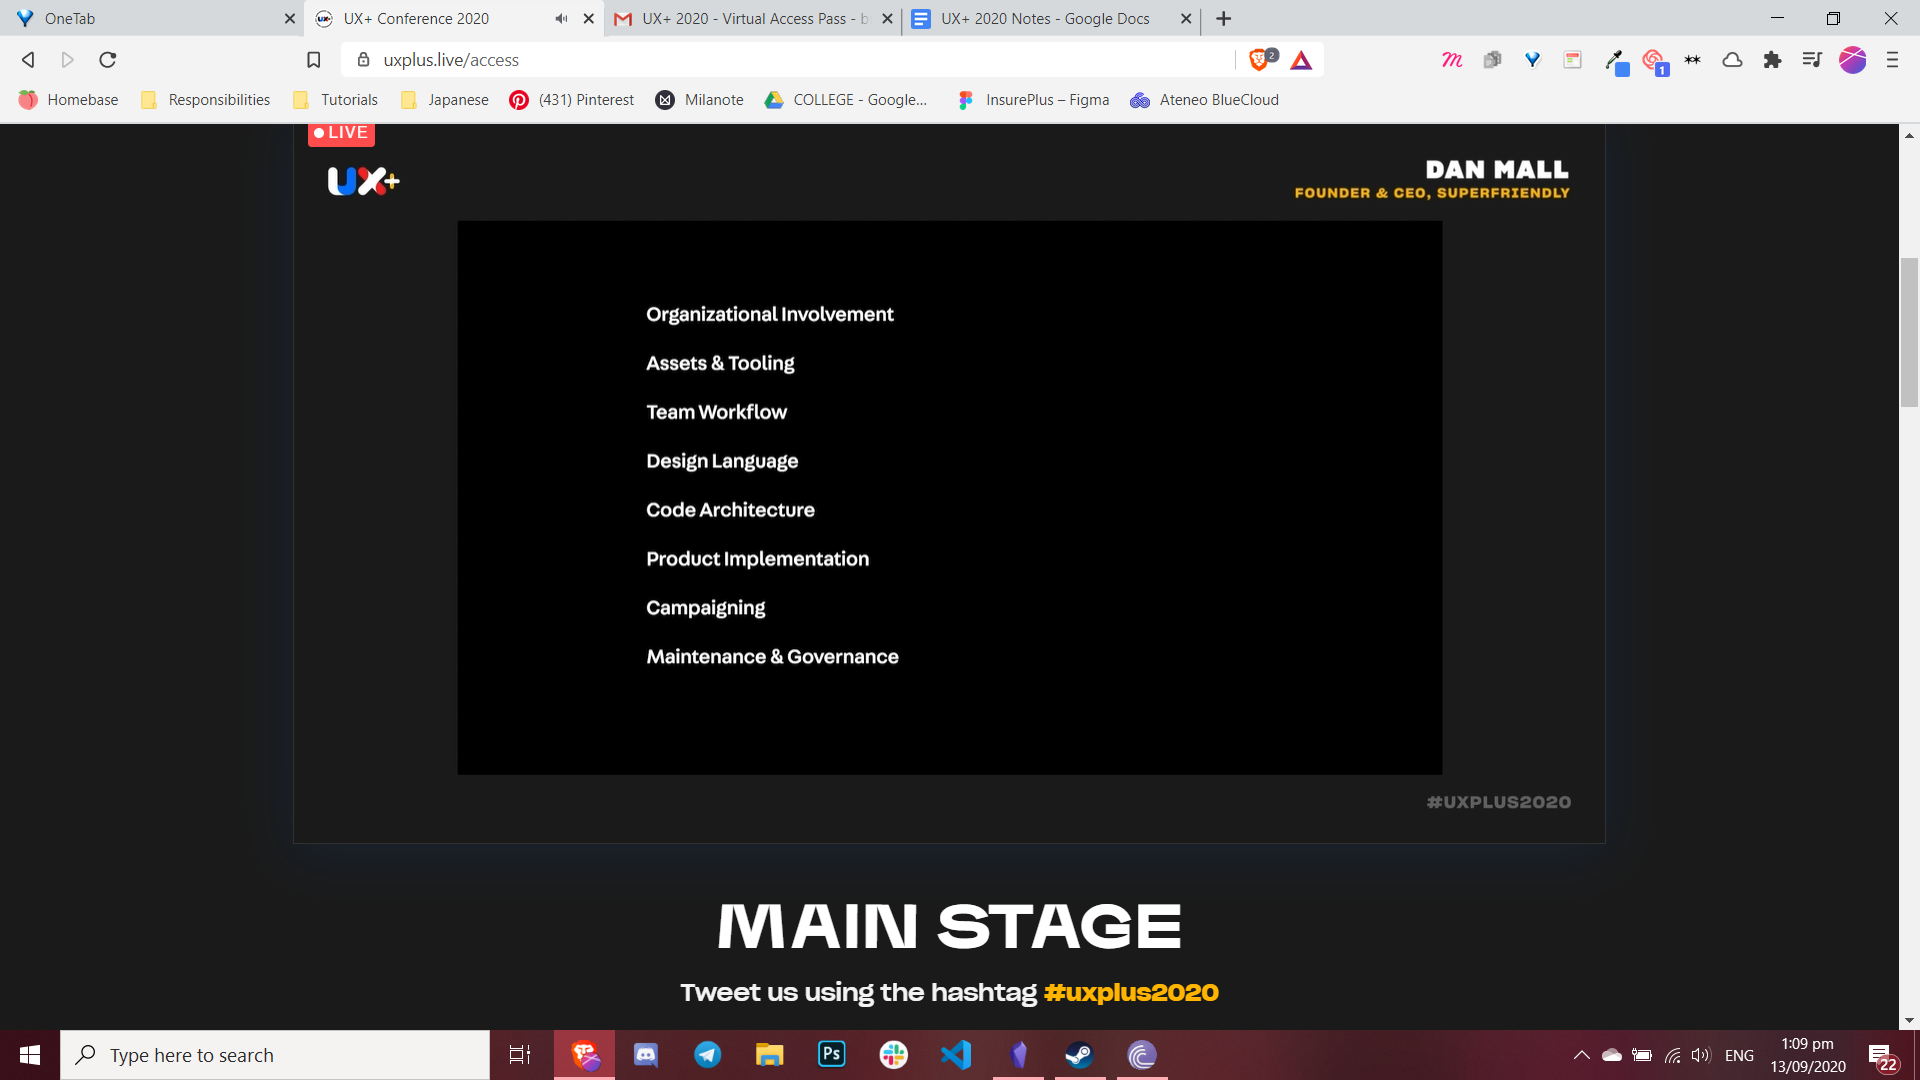 OneTab
UX+ Conference 2020
UX+ 2020 - Virtual Access Pass - b
UX+ 2020 Notes - Google Docs
uxplus.live/access
2
1
Homebase
Responsibilities
Tutorials
Japanese
(431) Pinterest
Milanote
COLLEGE - Google...
InsurePlus – Figma
Ateneo BlueCloud
LIVE
UX+
DAN MALL
FOUNDER & CEO, SUPERFRIENDLY
Organizational Involvement
Assets & Tooling
Team Workflow
Design Language
Code Architecture
Product Implementation
Campaigning
Maintenance & Governance
#UXPLUS2020
MAIN STAGE
Tweet us using the hashtag #uxplus2020
Type here to search
Ps
ENG
1:09 pm
13/09/2020
22